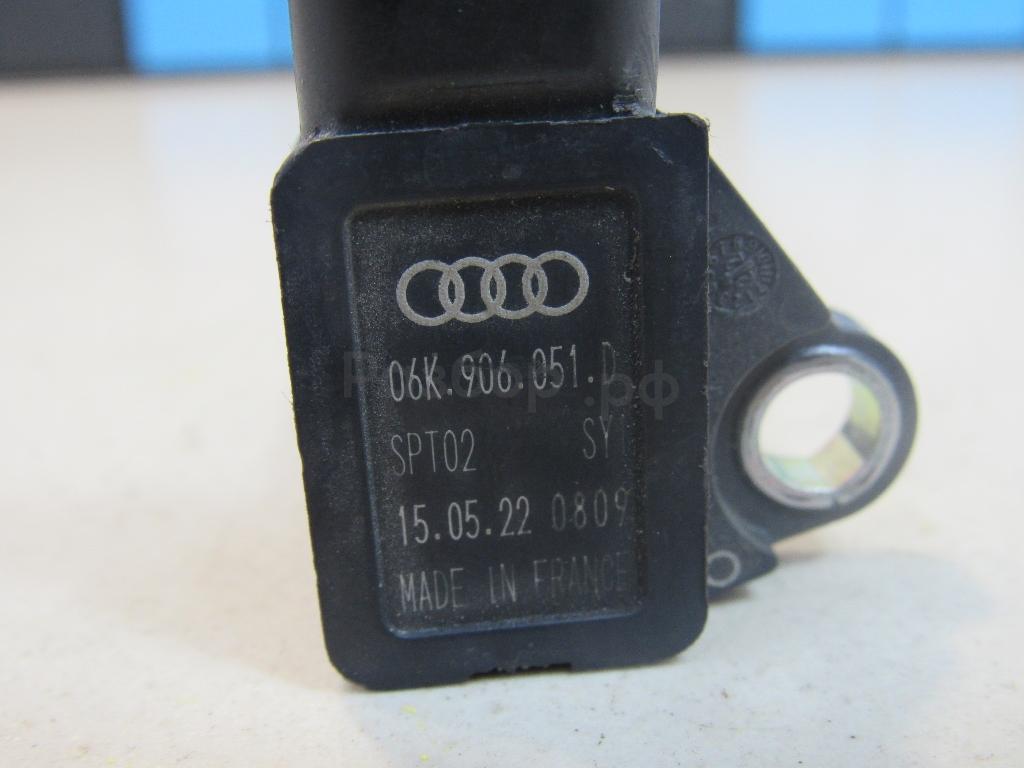 06K.906.051.D
SPT02 SY
15.05.22 0809
MADE IN FRANCE